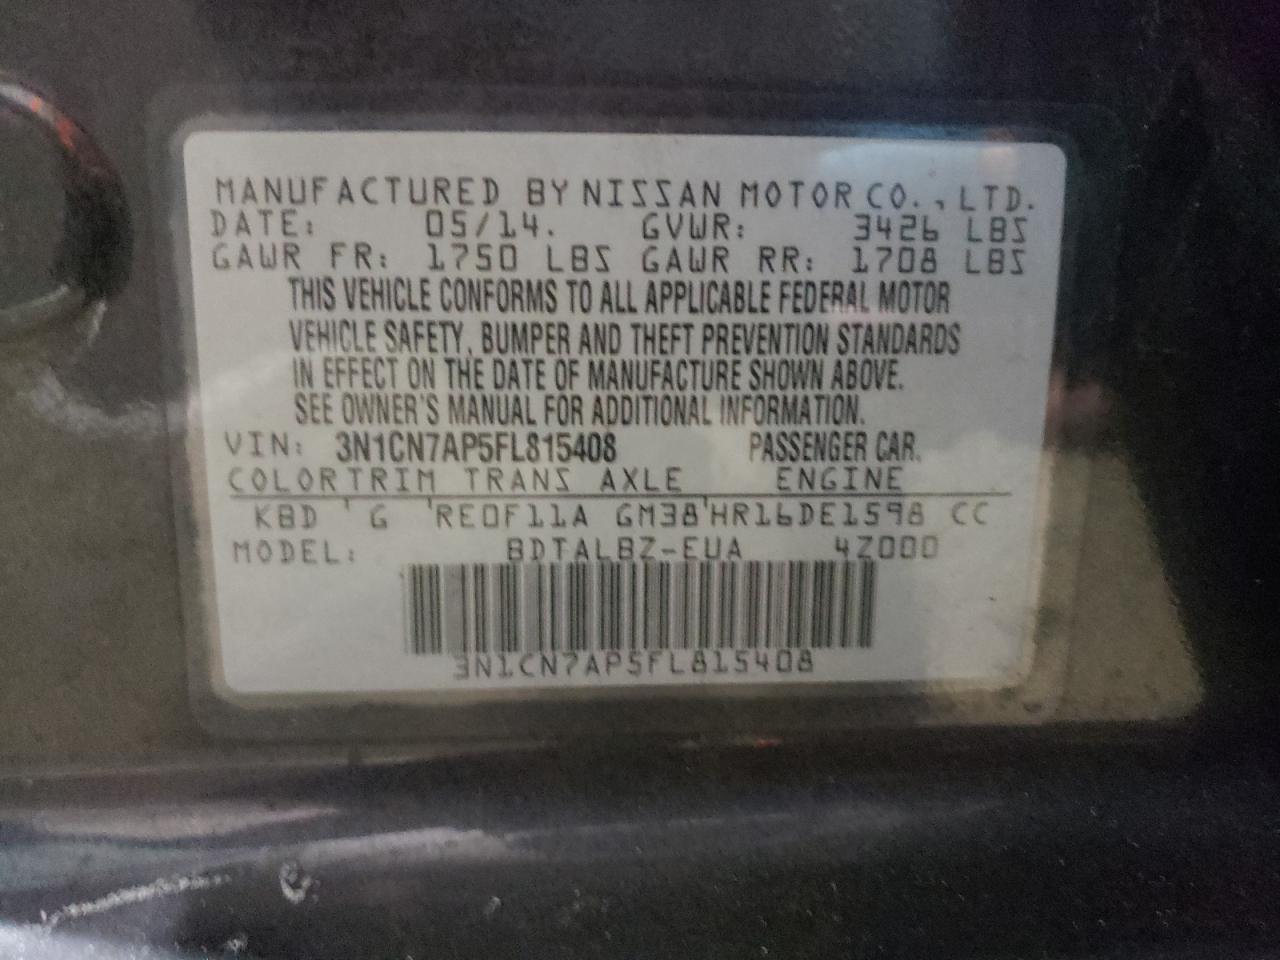 MANUFACTURED BY NISSAN MOTOR CO., LTD.
DATE: 05/14. GVWR: 3426 LBS
GAWR FR: 1750 LBS GAWR RR: 1708 LBS
THIS VEHICLE CONFORMS TO ALL APPLICABLE FEDERAL MOTOR
VEHICLE SAFETY, BUMPER AND THEFT PREVENTION STANDARDS
IN EFFECT ON THE DATE OF MANUFACTURE SHOWN ABOVE.
SEE OWNER'S MANUAL FOR ADDITIONAL INFORMATION.
VIN: 3N1CN7AP5FL815408 PASSENGER CAR.
COLOR TRIM TRANS AXLE ENGINE
KBD ' G 'RE0F11A GM38'HR16DE1598 CC
MODEL: BDTALBZ-EUA 4Z000
3N1CN7AP5FL815408